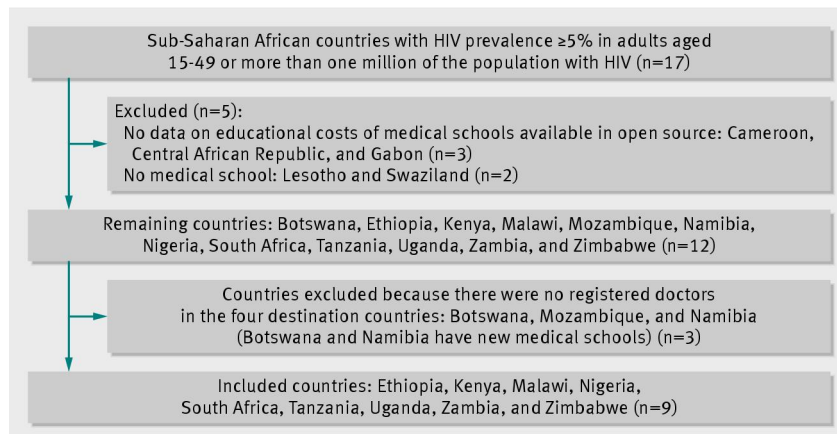 Sub-Saharan African countries with HIV prevalence ≥5% in adults aged
15-49 or more than one million of the population with HIV (n=17)
Excluded (n=5):
No data on educational costs of medical schools available in open source: Cameroon,
Central African Republic, and Gabon (n=3)
No medical school: Lesotho and Swaziland (n=2)
Remaining countries: Botswana, Ethiopia, Kenya, Malawi, Mozambique, Namibia,
Nigeria, South Africa, Tanzania, Uganda, Zambia, and Zimbabwe (n=12)
Countries excluded because there were no registered doctors
in the four destination countries: Botswana, Mozambique, and Namibia
(Botswana and Namibia have new medical schools) (n=3)
Included countries: Ethiopia, Kenya, Malawi, Nigeria,
South Africa, Tanzania, Uganda, Zambia, and Zimbabwe (n=9)